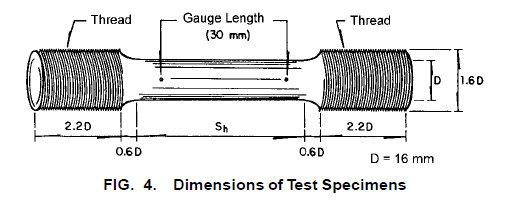 Thread
Gauge Length
(30 mm)
Thread
D
1.6D
2.2D
Sh
2.2D
0.6D
0.6D
D = 16 mm
FIG. 4. Dimensions of Test Specimens